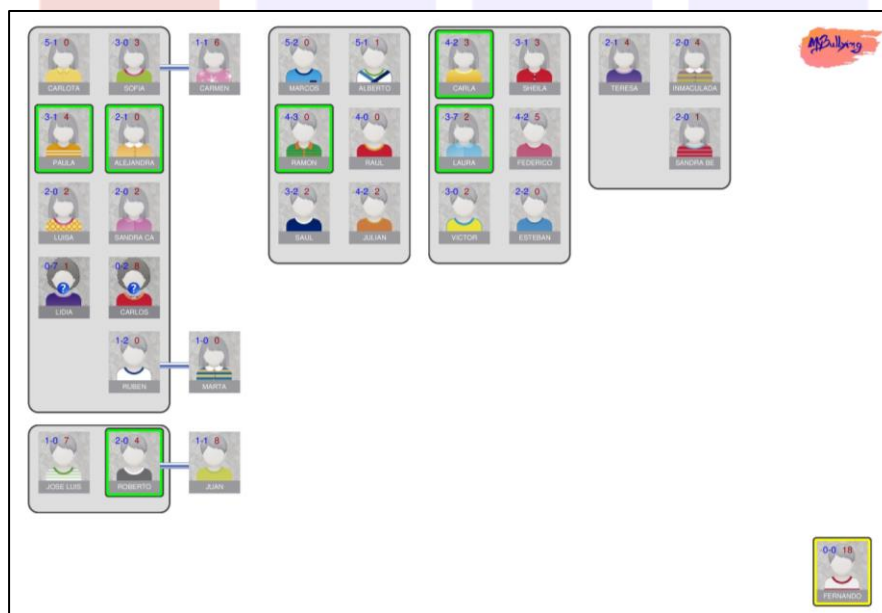 MyBullying
5-1 0 3-0 3 1-1 6
CARLOTA SOFIA CARMEN
3-1 4 2-1 0
PAULA ALEJANDRA
2-0 2 2-0 2
LUISA SANDRA CA
0-7 1 0-2 8
? ?
LIDIA CARLOS
1-2 0 1-0 0
RUBEN MARTA
1-0 7 2-0 4 1-1 8
JOSE LUIS ROBERTO JUAN
5-2 0 5-1 1
MARCOS ALBERTO
4-3 0 4-0 0
RAMON RAUL
3-2 2 4-2 2
SAUL JULIAN
4-2 3 3-1 3
CARLA SHEILA
3-7 2 4-2 5
LAURA FEDERICO
3-0 2 2-2 0
VICTOR ESTEBAN
2-1 4 2-0 4
TERESA INMACULADA
2-0 1
SANDRA BE
0-0 18
FERNANDO